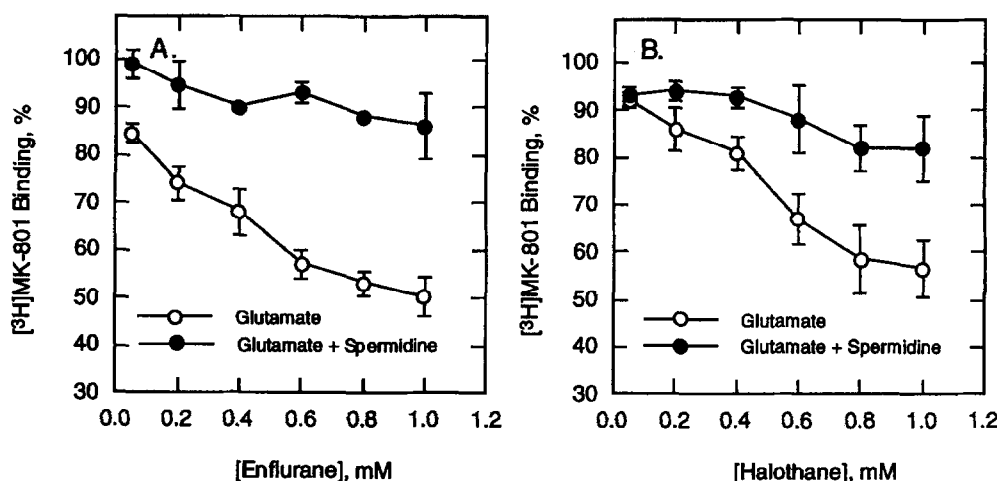 A.
[³H]MK-801 Binding, %
100
90
80
70
60
50
40
30
Glutamate
Glutamate + Spermidine
0.0 0.2 0.4 0.6 0.8 1.0 1.2
[Enflurane], mM
B.
[³H]MK-801 Binding, %
100
90
80
70
60
50
40
30
Glutamate
Glutamate + Spermidine
0.0 0.2 0.4 0.6 0.8 1.0 1.2
[Halothane], mM